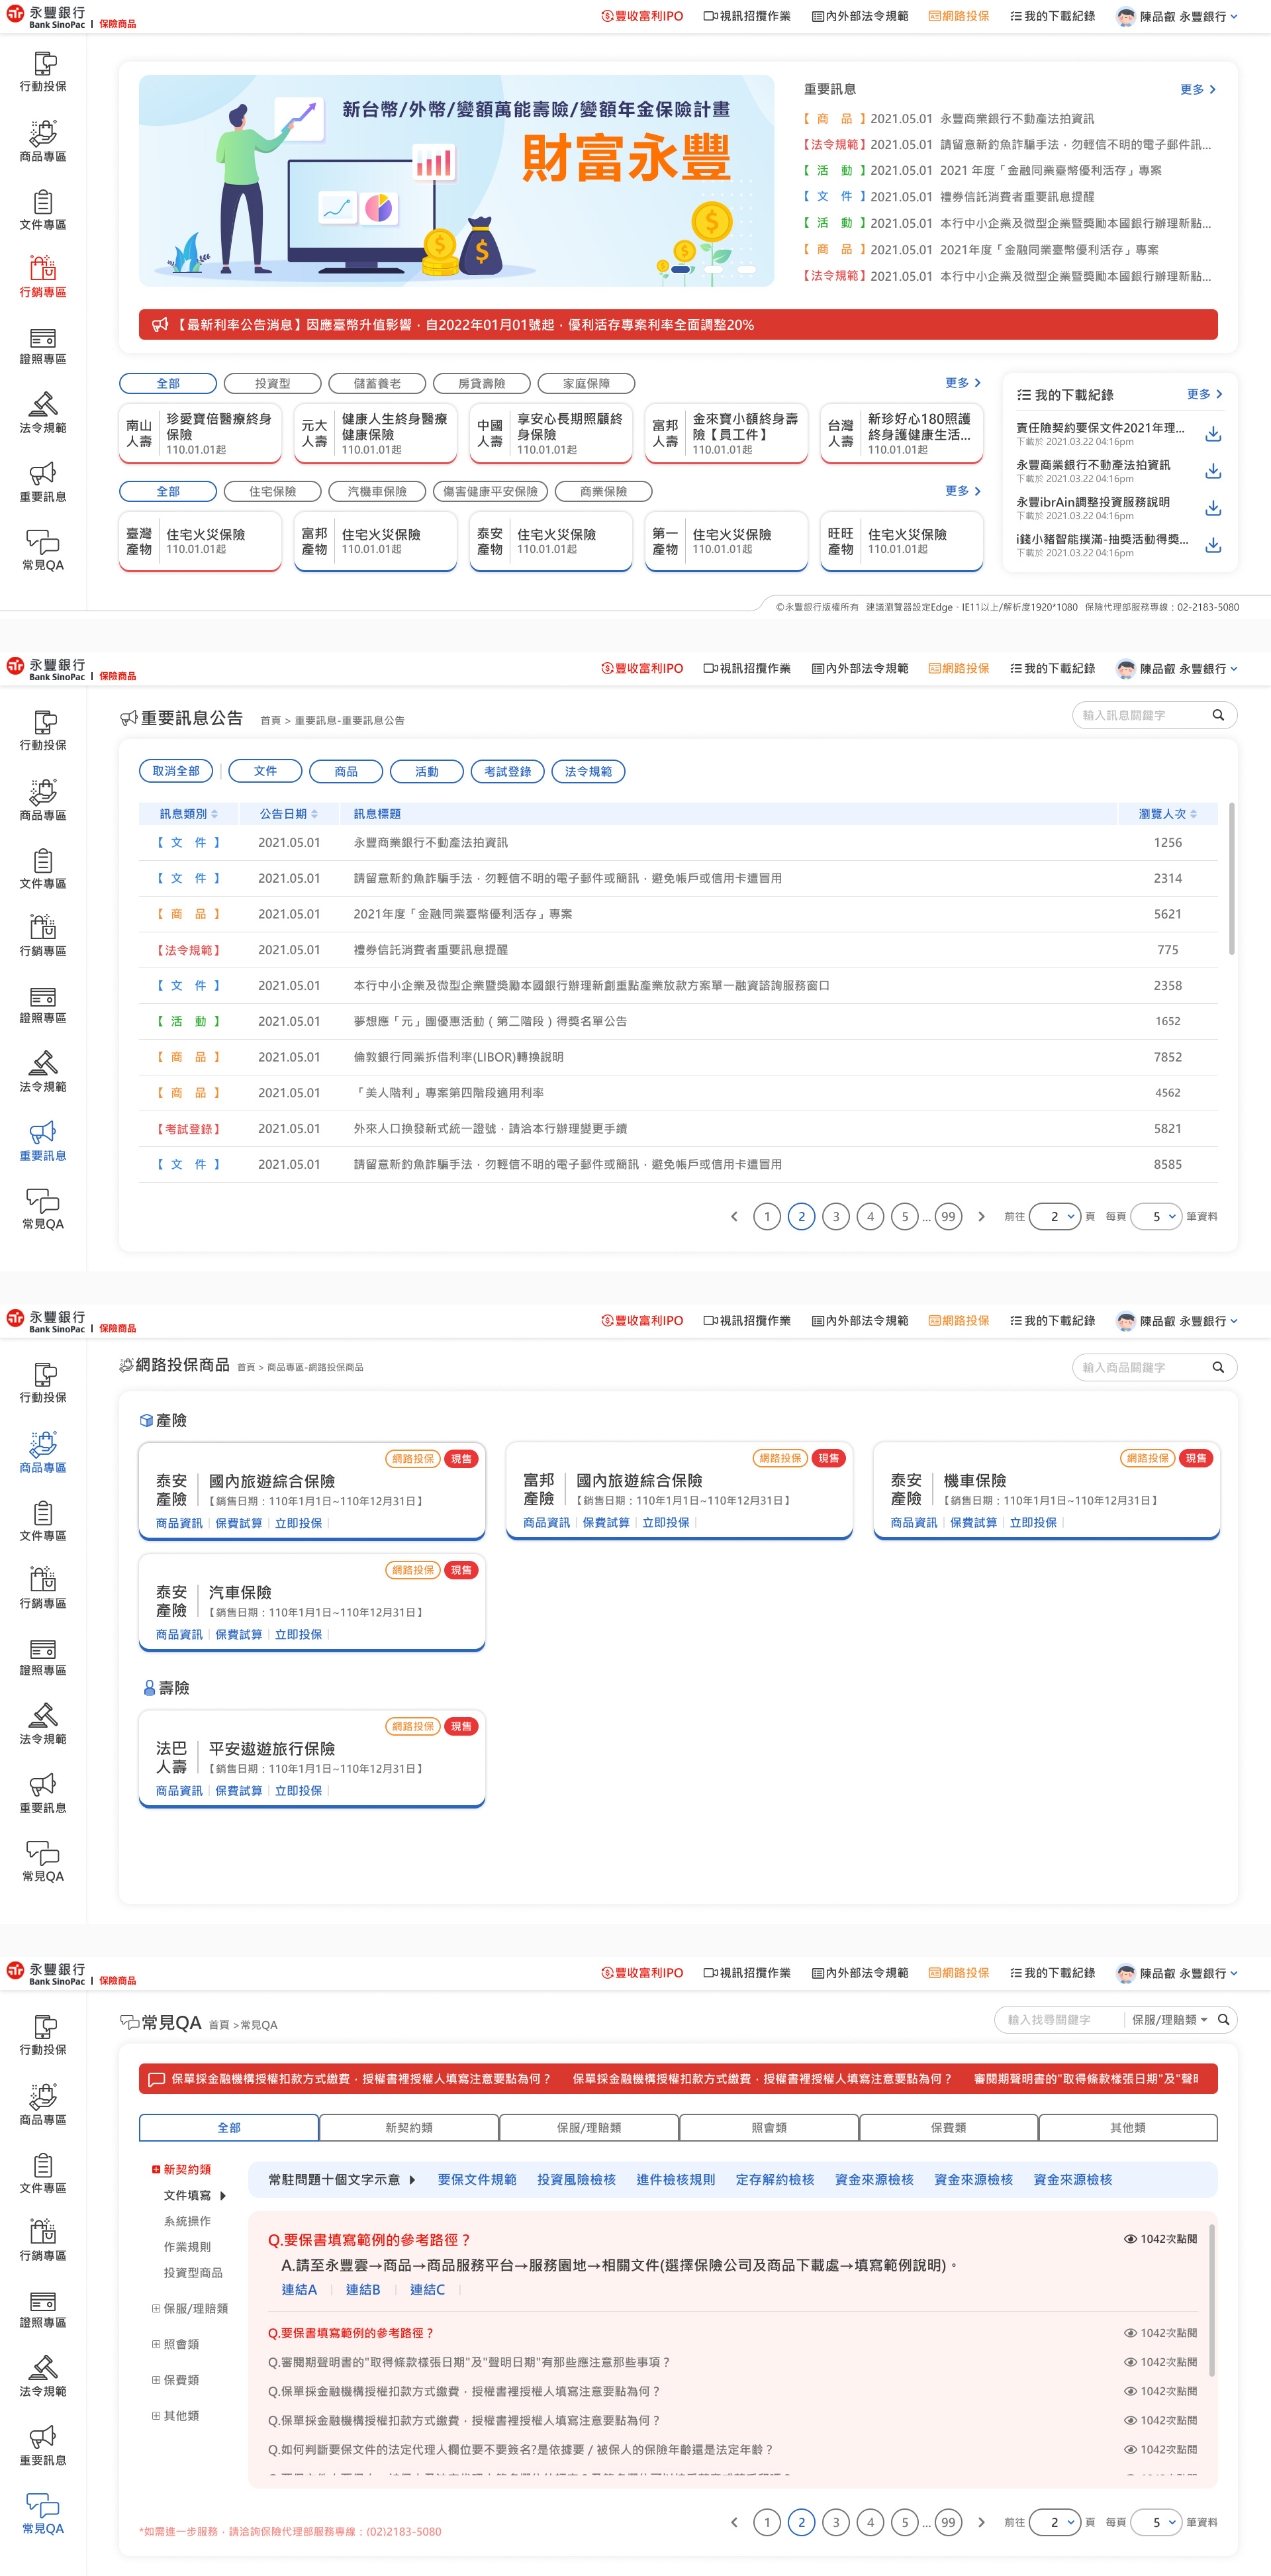 永豐銀行
Bank SinoPac | 保險商品
豐收富利IPO 視訊招攬作業 內外部法令規範 網路投保 我的下載紀錄 陳品叡 永豐銀行
行動投保
商品專區
文件專區
行銷專區
證照專區
法令規範
重要訊息
常見QA
新台幣/外幣/變額萬能壽險/變額年金保險計畫
財富永豐
重要訊息 更多
【 商 品 】 2021.05.01 永豐商業銀行不動產法拍資訊
【法令規範】 2021.05.01 請留意新釣魚詐騙手法，勿輕信不明的電子郵件訊...
【 活 動 】 2021.05.01 2021 年度「金融同業臺幣優利活存」專案
【 文 件 】 2021.05.01 禮券信託消費者重要訊息提醒
【 活 動 】 2021.05.01 本行中小企業及微型企業暨獎勵本國銀行辦理新點...
【 商 品 】 2021.05.01 2021年度「金融同業臺幣優利活存」專案
【法令規範】 2021.05.01 本行中小企業及微型企業暨獎勵本國銀行辦理新點...
【最新利率公告消息】因應臺幣升值影響，自2022年01月01號起，優利活存專案利率全面調整20%
全部 投資型 儲蓄養老 房貸壽險 家庭保障 更多
南山人壽 珍愛寶倍醫療終身保險 110.01.01起
元大人壽 健康人生終身醫療健康保險 110.01.01起
中國人壽 享安心長期照顧終身保險 110.01.01起
富邦人壽 金來寶小額終身壽險【員工件】 110.01.01起
台灣人壽 新珍好心180照護終身護健康生活... 110.01.01起
全部 住宅保險 汽機車保險 傷害健康平安保險 商業保險 更多
臺灣產物 住宅火災保險 110.01.01起
富邦產物 住宅火災保險 110.01.01起
泰安產物 住宅火災保險 110.01.01起
第一產物 住宅火災保險 110.01.01起
旺旺產物 住宅火災保險 110.01.01起
我的下載紀錄 更多
責任險契約要保文件2021年理...
下載於 2021.03.22 04:16pm
永豐商業銀行不動產法拍資訊
下載於 2021.03.22 04:16pm
永豐ibrAin調整投資服務說明
下載於 2021.03.22 04:16pm
i錢小豬智能撲滿-抽獎活動得獎...
下載於 2021.03.22 04:16pm
©永豐銀行版權所有 建議瀏覽器設定Edge、IE11以上/解析度1920*1080 保險代理部服務專線：02-2183-5080
永豐銀行
Bank SinoPac | 保險商品
豐收富利IPO 視訊招攬作業 內外部法令規範 網路投保 我的下載紀錄 陳品叡 永豐銀行
行動投保
商品專區
文件專區
行銷專區
證照專區
法令規範
重要訊息
常見QA
重要訊息公告 首頁 > 重要訊息-重要訊息公告
輸入訊息關鍵字
取消全部 文件 商品 活動 考試登錄 法令規範
訊息類別 公告日期 訊息標題 瀏覽人次
【 文 件 】 2021.05.01 永豐商業銀行不動產法拍資訊 1256
【 文 件 】 2021.05.01 請留意新釣魚詐騙手法，勿輕信不明的電子郵件或簡訊，避免帳戶或信用卡遭冒用 2314
【 商 品 】 2021.05.01 2021年度「金融同業臺幣優利活存」專案 5621
【法令規範】 2021.05.01 禮券信託消費者重要訊息提醒 775
【 文 件 】 2021.05.01 本行中小企業及微型企業暨獎勵本國銀行辦理新創重點產業放款方案單一融資諮詢服務窗口 2358
【 活 動 】 2021.05.01 夢想應「元」團優惠活動（第二階段）得獎名單公告 1652
【 商 品 】 2021.05.01 倫敦銀行同業拆借利率(LIBOR)轉換說明 7852
【 商 品 】 2021.05.01 「美人階利」專案第四階段適用利率 4562
【考試登錄】 2021.05.01 外來人口換發新式統一證號，請洽本行辦理變更手續 5821
【 文 件 】 2021.05.01 請留意新釣魚詐騙手法，勿輕信不明的電子郵件或簡訊，避免帳戶或信用卡遭冒用 8585
1 2 3 4 5 ... 99 前往 2 頁 每頁 5 筆資料
永豐銀行
Bank SinoPac | 保險商品
豐收富利IPO 視訊招攬作業 內外部法令規範 網路投保 我的下載紀錄 陳品叡 永豐銀行
行動投保
商品專區
文件專區
行銷專區
證照專區
法令規範
重要訊息
常見QA
網路投保商品 首頁 > 商品專區-網路投保商品
輸入商品關鍵字
產險
網路投保 現售
泰安產險 國內旅遊綜合保險
【銷售日期：110年1月1日~110年12月31日】
商品資訊 | 保費試算 | 立即投保 |
網路投保 現售
富邦產險 國內旅遊綜合保險
【銷售日期：110年1月1日~110年12月31日】
商品資訊 | 保費試算 | 立即投保 |
網路投保 現售
泰安產險 機車保險
【銷售日期：110年1月1日~110年12月31日】
商品資訊 | 保費試算 | 立即投保 |
網路投保 現售
泰安產險 汽車保險
【銷售日期：110年1月1日~110年12月31日】
商品資訊 | 保費試算 | 立即投保 |
壽險
網路投保 現售
法巴人壽 平安遨遊旅行保險
【銷售日期：110年1月1日~110年12月31日】
商品資訊 | 保費試算 | 立即投保 |
永豐銀行
Bank SinoPac | 保險商品
豐收富利IPO 視訊招攬作業 內外部法令規範 網路投保 我的下載紀錄 陳品叡 永豐銀行
行動投保
商品專區
文件專區
行銷專區
證照專區
法令規範
重要訊息
常見QA
常見QA 首頁 >常見QA
輸入找尋關鍵字 保服/理賠類
保單採金融機構授權扣款方式繳費，授權書裡授權人填寫注意要點為何？ 保單採金融機構授權扣款方式繳費，授權書裡授權人填寫注意要點為何？ 審閱期聲明書的"取得條款樣張日期"及"聲明
全部 新契約類 保服/理賠類 照會類 保費類 其他類
新契約類
文件填寫
系統操作
作業規則
投資型商品
保服/理賠類
照會類
保費類
其他類
常駐問題十個文字示意 要保文件規範 投資風險檢核 進件檢核規則 定存解約檢核 資金來源檢核 資金來源檢核 資金來源檢核
Q.要保書填寫範例的參考路徑？ 1042次點閱
A.請至永豐雲→商品→商品服務平台→服務園地→相關文件(選擇保險公司及商品下載處→填寫範例說明)。
連結A | 連結B | 連結C |
Q.要保書填寫範例的參考路徑？ 1042次點閱
Q.審閱期聲明書的"取得條款樣張日期"及"聲明日期"有那些應注意那些事項？ 1042次點閱
Q.保單採金融機構授權扣款方式繳費，授權書裡授權人填寫注意要點為何？ 1042次點閱
Q.保單採金融機構授權扣款方式繳費，授權書裡授權人填寫注意要點為何？ 1042次點閱
Q.如何判斷要保文件的法定代理人欄位要不要簽名?是依據要 / 被保人的保險年齡還是法定年齡？ 1042次點閱
1 2 3 4 5 ... 99 前往 2 頁 每頁 5 筆資料
*如需進一步服務，請洽詢保險代理部服務專線：(02)2183-5080